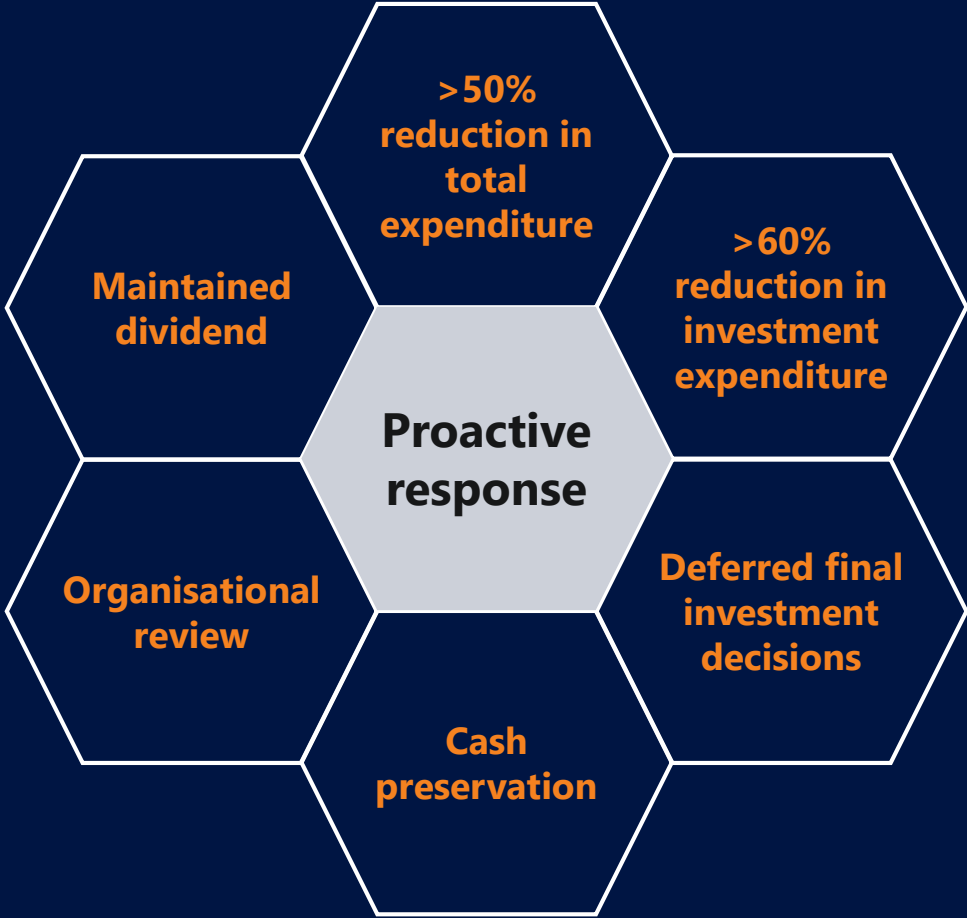 >50%
reduction in
total
expenditure
>60%
reduction in
investment
expenditure
Maintained
dividend
Proactive
response
Deferred final
investment
decisions
Organisational
review
Cash
preservation